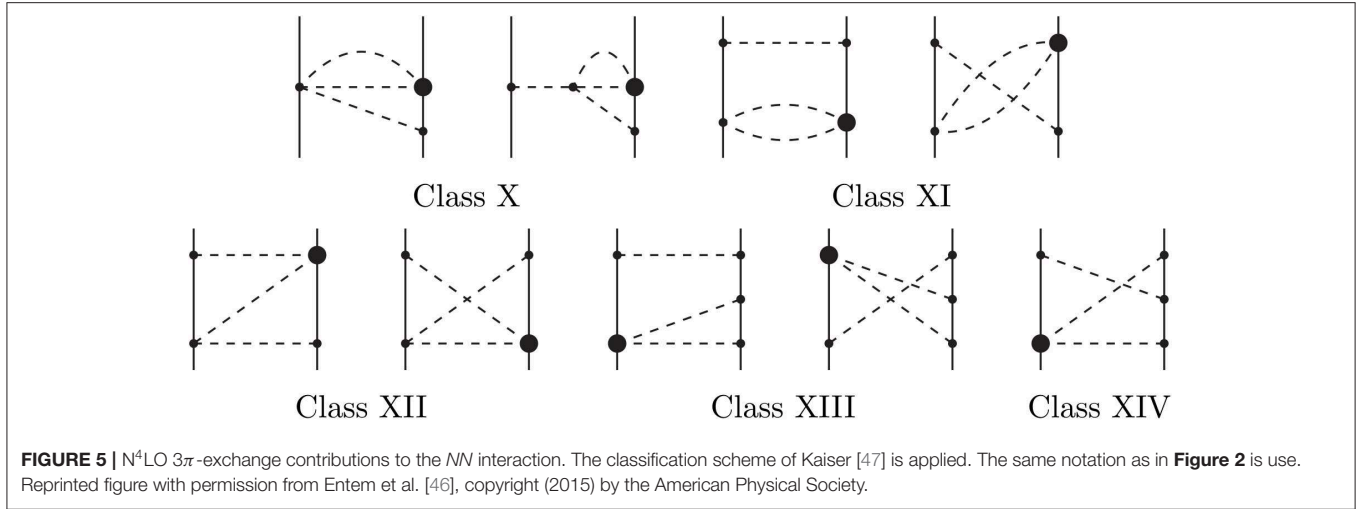 Class X
Class XI
Class XII
Class XIII
Class XIV
FIGURE 5 | N⁴LO 3π-exchange contributions to the NN interaction. The classification scheme of Kaiser [47] is applied. The same notation as in Figure 2 is use.
Reprinted figure with permission from Entem et al. [46], copyright (2015) by the American Physical Society.